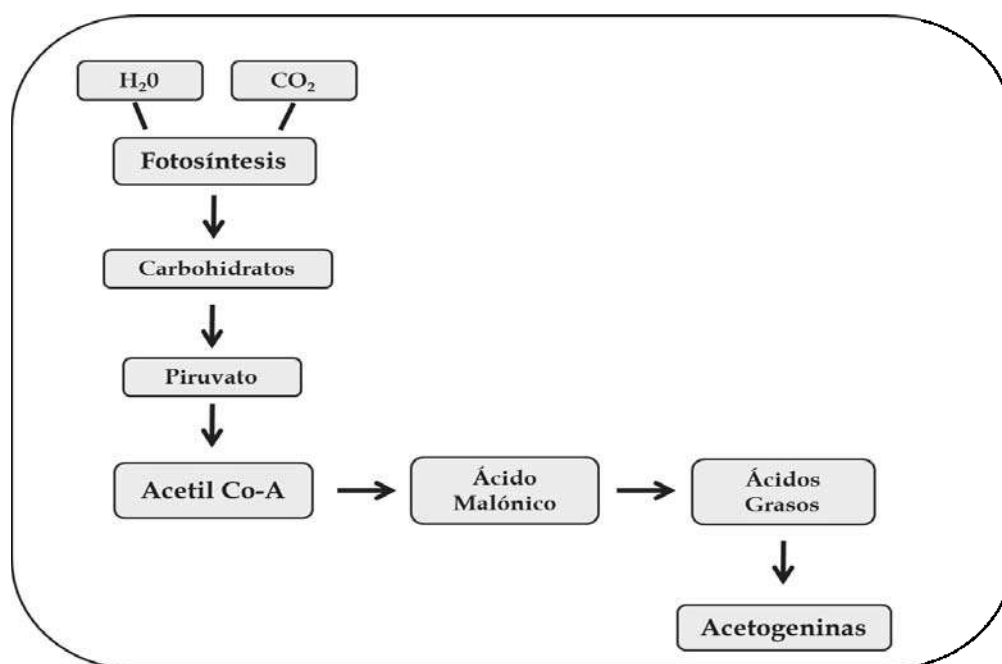 H₂0
CO₂
Fotosíntesis
Carbohidratos
Piruvato
Acetil Co-A
Ácido
Malónico
Ácidos
Grasos
Acetogeninas